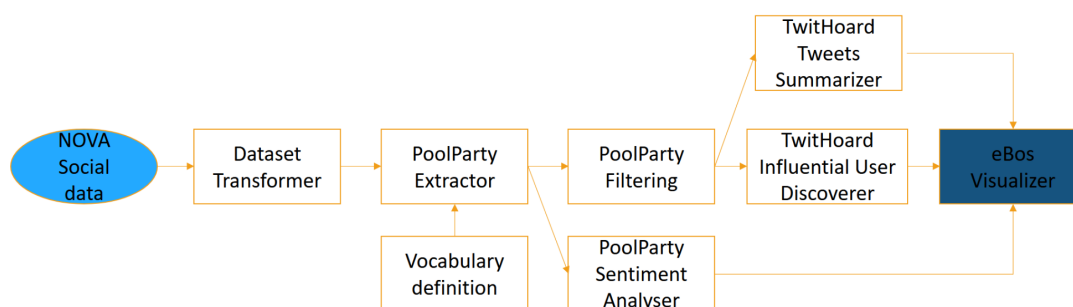 NOVA
Social
data
Dataset
Transformer
PoolParty
Extractor
Vocabulary
definition
PoolParty
Filtering
PoolParty
Sentiment
Analyser
TwitHoard
Tweets
Summarizer
TwitHoard
Influential User
Discoverer
eBos
Visualizer